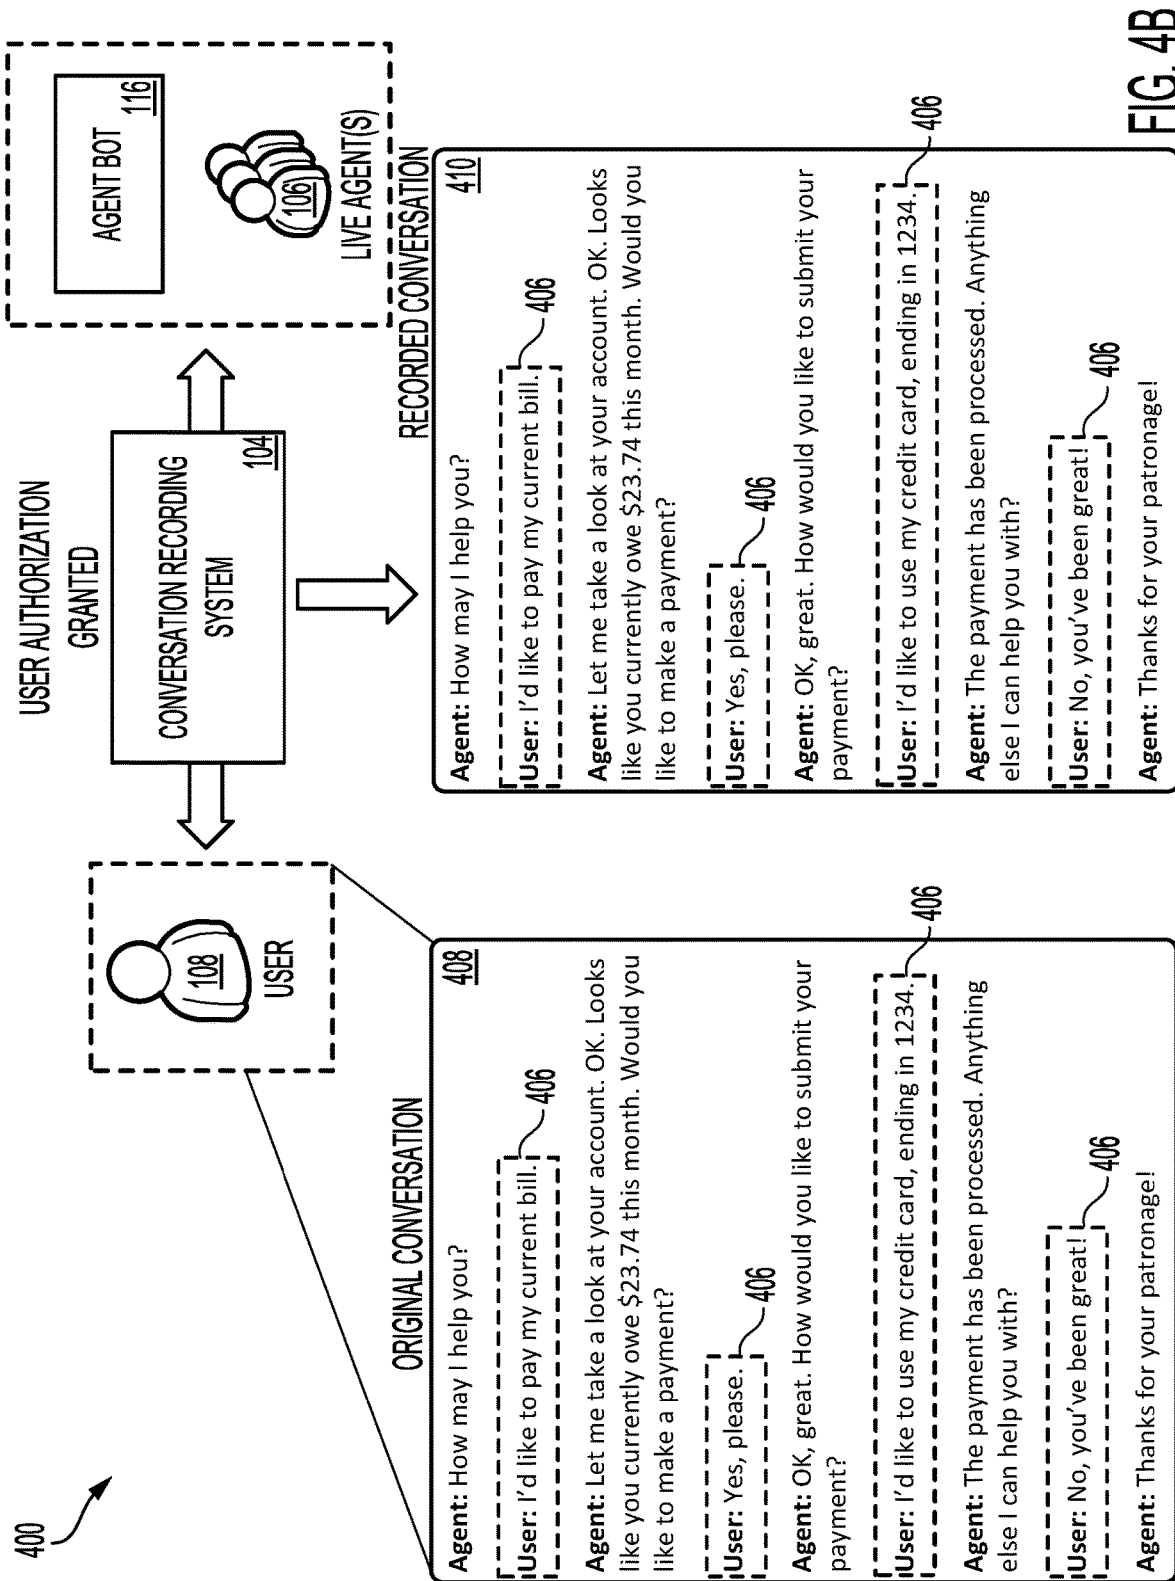 400
USER AUTHORIZATION
GRANTED
108
USER
CONVERSATION RECORDING
SYSTEM
104
AGENT BOT
116
106
LIVE AGENT(S)
ORIGINAL CONVERSATION
408
Agent: How may I help you?
User: I'd like to pay my current bill.
406
Agent: Let me take a look at your account. OK. Looks
like you currently owe $23.74 this month. Would you
like to make a payment?
User: Yes, please.
406
Agent: OK, great. How would you like to submit your
payment?
User: I'd like to use my credit card, ending in 1234.
406
Agent: The payment has been processed. Anything
else I can help you with?
User: No, you've been great!
406
Agent: Thanks for your patronage!
RECORDED CONVERSATION
410
Agent: How may I help you?
User: I'd like to pay my current bill.
406
Agent: Let me take a look at your account. OK. Looks
like you currently owe $23.74 this month. Would you
like to make a payment?
User: Yes, please.
406
Agent: OK, great. How would you like to submit your
payment?
User: I'd like to use my credit card, ending in 1234.
406
Agent: The payment has been processed. Anything
else I can help you with?
User: No, you've been great!
406
Agent: Thanks for your patronage!
FIG. 4B